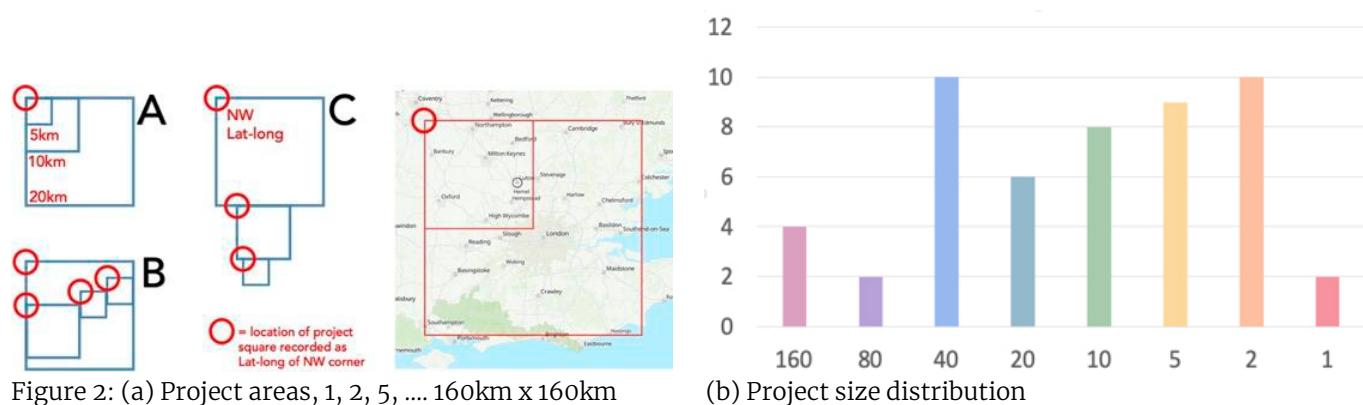 A
5km
10km
20km
B
C
NW
Lat-long
= location of project
square recorded as
Lat-long of NW corner
Coventry
Kettering
Thetford
Wellingborough
Northampton
Cambridge
Bury St Edmunds
Bedford
Banbury
Milton Keynes
Luton
Stevenage
Colchester
Hemel
Hempstead
Harlow
Oxford
Chelmsford
High Wycombe
Basildon
Southend-on-Sea
Slough
London
Reading
Woking
Basingstoke
Maidstone
Crawley
Southampton
Portsmouth
Brighton
Hastings
Eastbourne
12
10
8
6
4
2
0
160 80 40 20 10 5 2 1
Figure 2: (a) Project areas, 1, 2, 5, .... 160km x 160km (b) Project size distribution